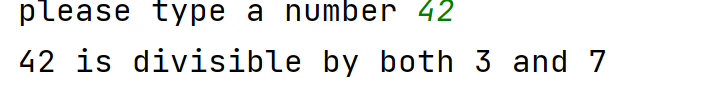 please type a number 42
42 is divisible by both 3 and 7